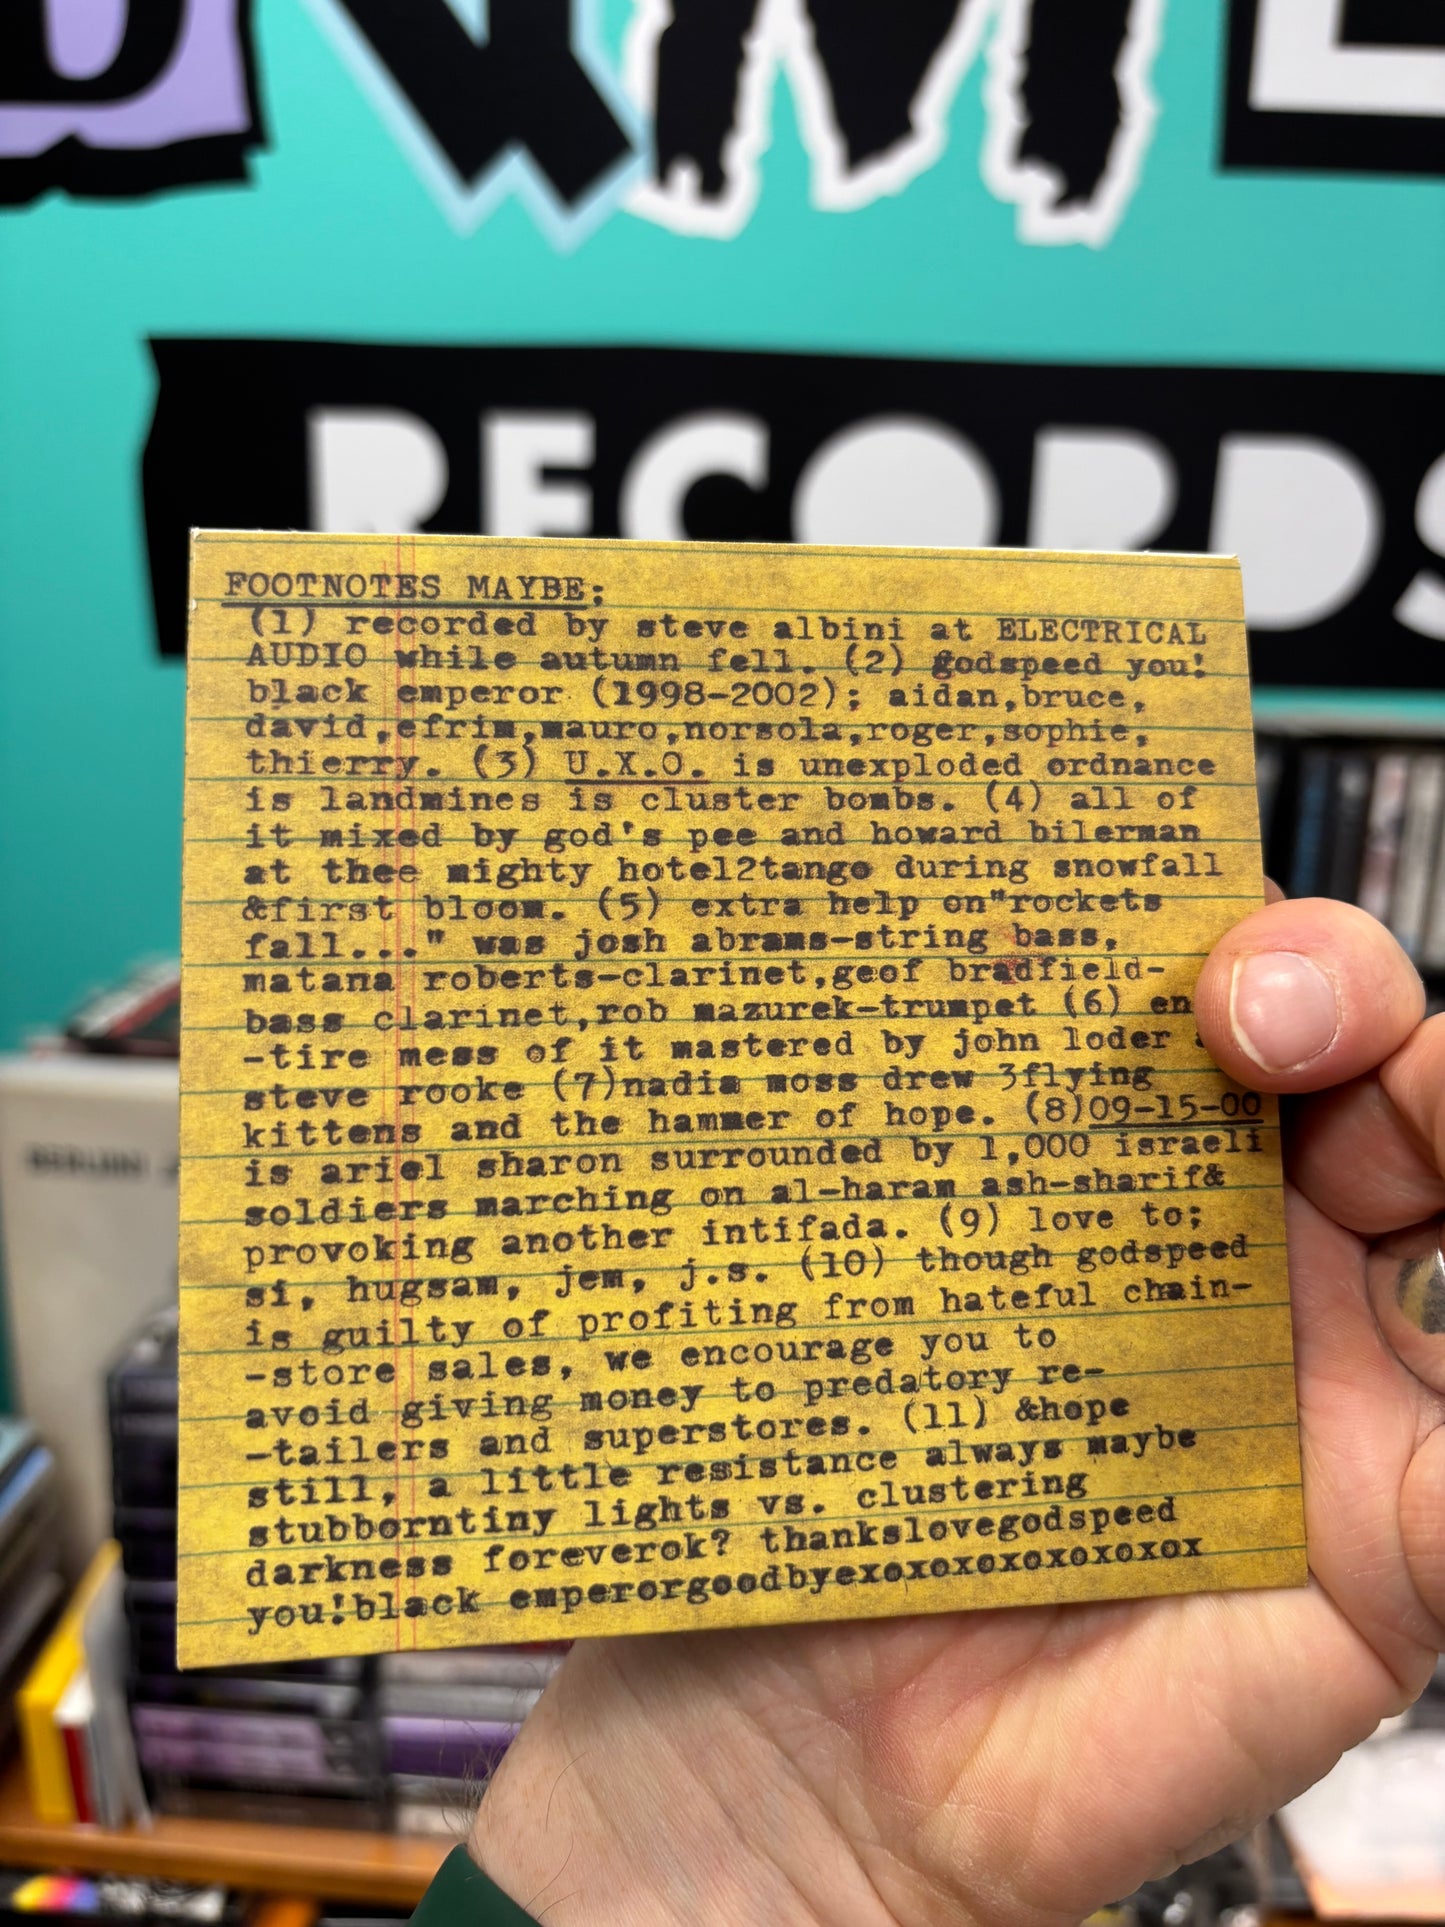 RECORDS
FOOTNOTES MAYBE:
(1) recorded by steve albini at ELECTRICAL
AUDIO while autumn fell. (2) godspeed you!
black emperor (1998-2002); aidan,bruce,
david,efrim,mauro,norsola,roger,sophie,
thierry. (3) U.X.O. is unexploded ordnance
is landmines is cluster bombs. (4) all of
it mixed by god's pee and howard bilerman
at thee mighty hotel2tango during snowfall
&first bloom. (5) extra help on"rockets
fall..." was josh abrams-string bass,
matana roberts-clarinet,geof bradfield-
bass clarinet,rob mazurek-trumpet (6) en
-tire mess of it mastered by john loder
steve rooke (7)nadia moss drew 3flying
kittens and the hammer of hope. (8)09-15-00
is ariel sharon surrounded by 1,000 israeli
soldiers marching on al-haram ash-sharif&
provoking another intifada. (9) love to;
si, hugsam, jem, j.s. (10) though godspeed
is guilty of profiting from hateful chain-
-store sales, we encourage you to
avoid giving money to predatory re-
-tailers and superstores. (11) &hope
still, a little resistance always maybe
stubborntiny lights vs. clustering
darkness foreverok? thankslovegodspeed
you!black emperorgoodbyexoxoxoxoxoxoxox